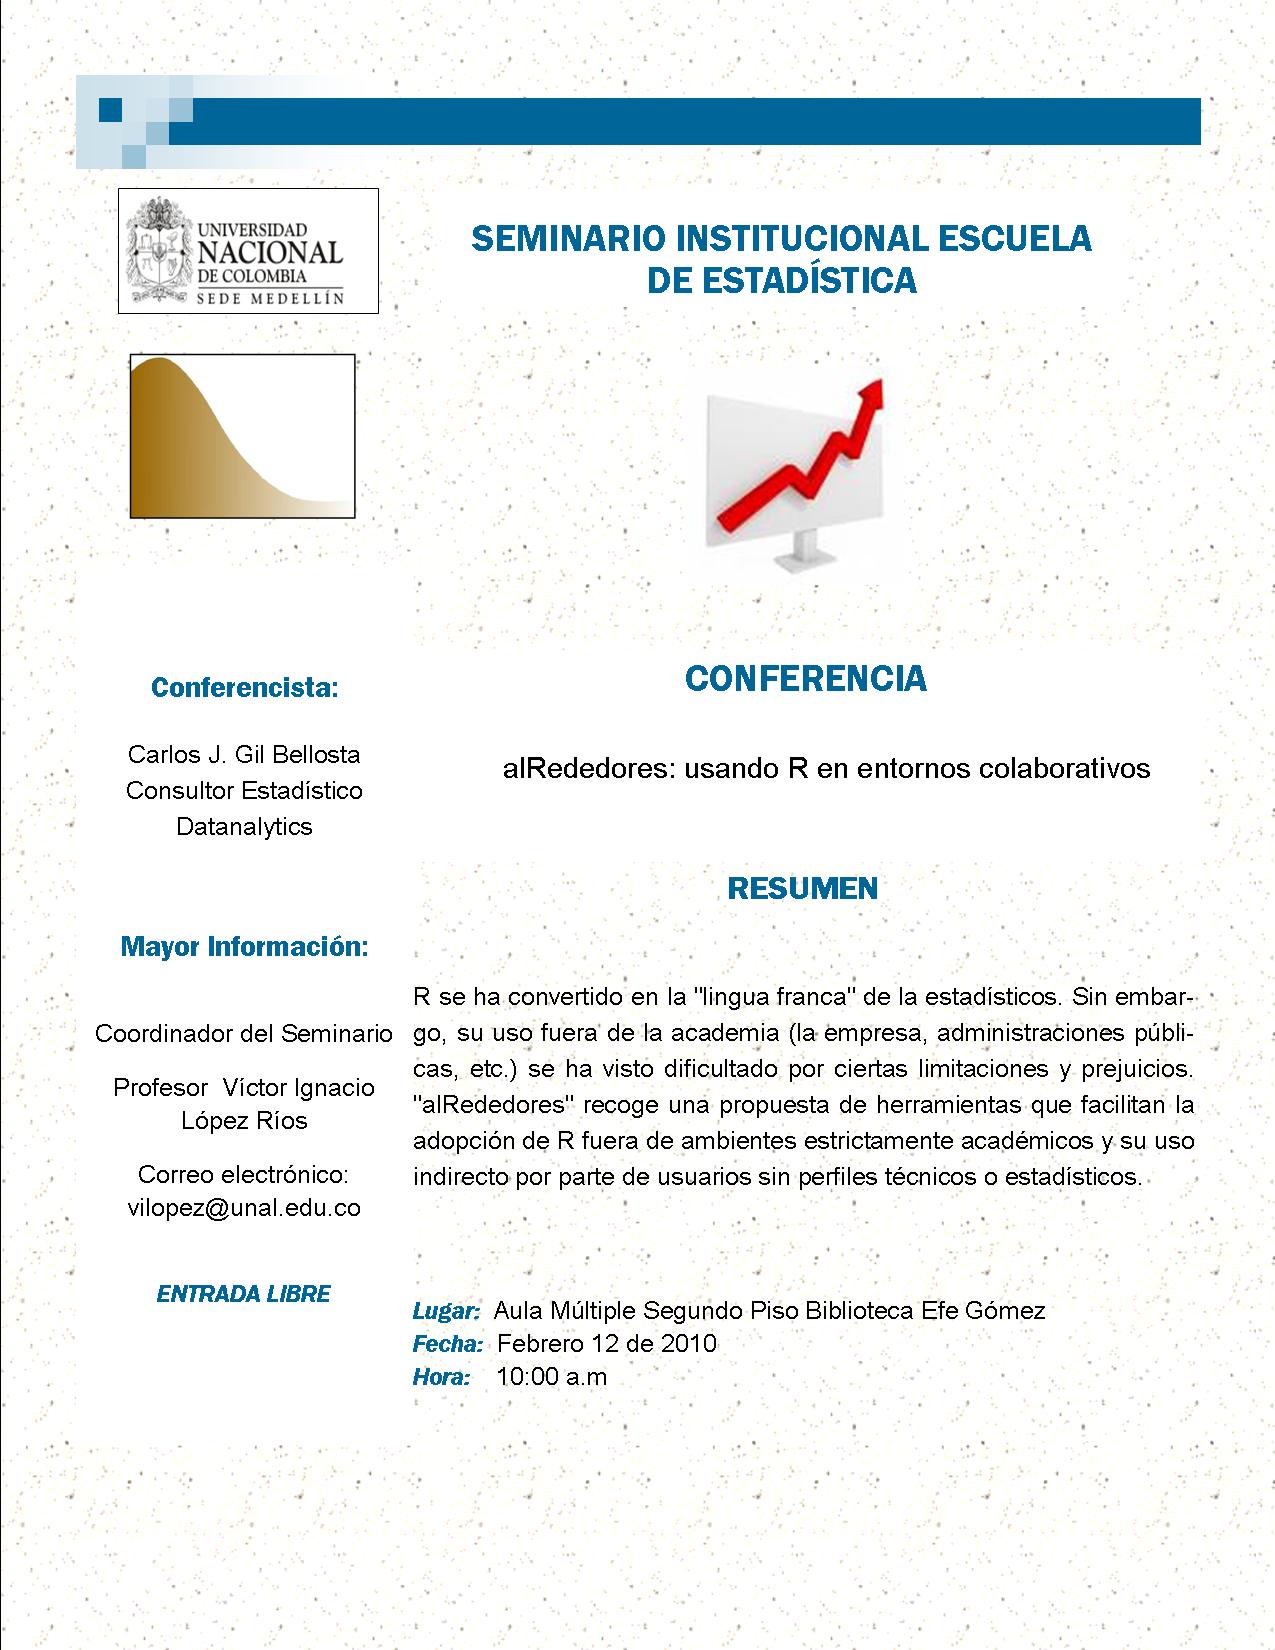 UNIVERSIDAD
NACIONAL
DE COLOMBIA
SEDE MEDELLÍN
SEMINARIO INSTITUCIONAL ESCUELA
DE ESTADÍSTICA
Conferencista:
Carlos J. Gil Bellosta
Consultor Estadístico
Datanalytics
Mayor Información:
Coordinador del Seminario
Profesor Víctor Ignacio
López Ríos
Correo electrónico:
vilopez@unal.edu.co
ENTRADA LIBRE
CONFERENCIA
alRededores: usando R en entornos colaborativos
RESUMEN
R se ha convertido en la "lingua franca" de la estadísticos. Sin embar-
go, su uso fuera de la academia (la empresa, administraciones públi-
cas, etc.) se ha visto dificultado por ciertas limitaciones y prejuicios.
"alRededores" recoge una propuesta de herramientas que facilitan la
adopción de R fuera de ambientes estrictamente académicos y su uso
indirecto por parte de usuarios sin perfiles técnicos o estadísticos.
Lugar: Aula Múltiple Segundo Piso Biblioteca Efe Gómez
Fecha: Febrero 12 de 2010
Hora: 10:00 a.m